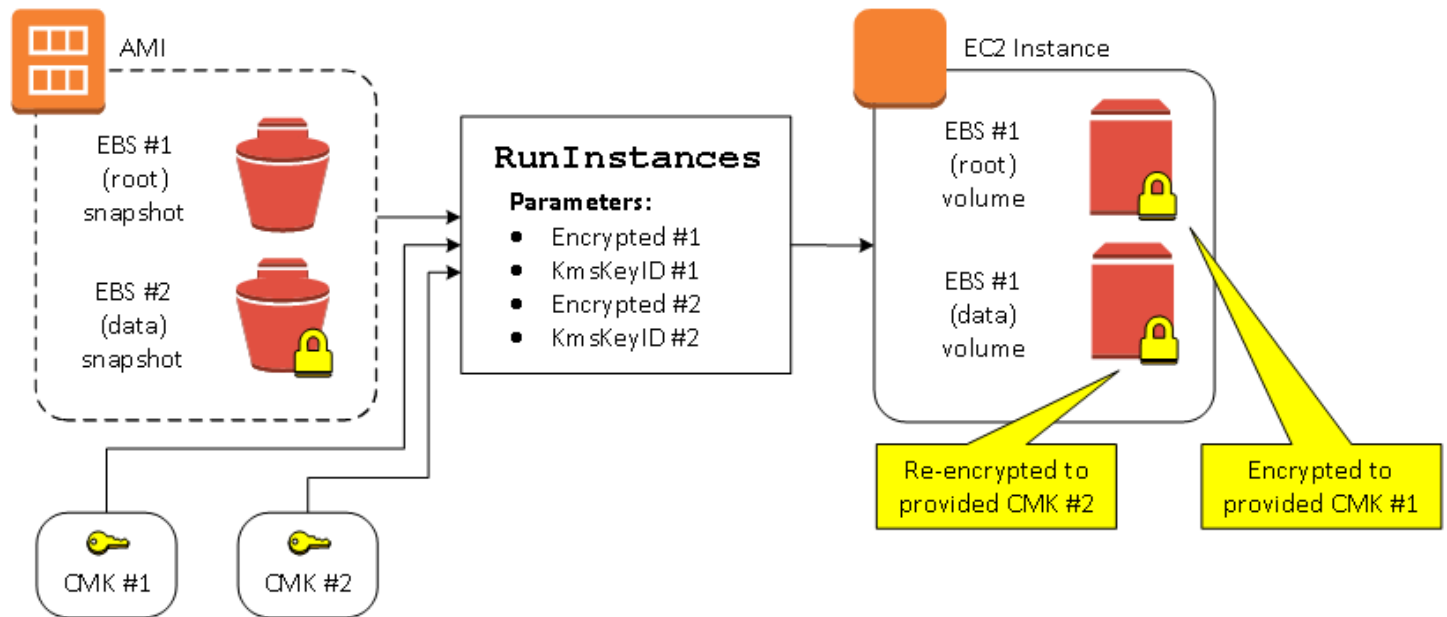 AMI
EBS #1
(root)
snapshot
EBS #2
(data)
snapshot
CMK #1
CMK #2
RunInstances
Parameters:
● Encrypted #1
● KmsKeyID #1
● Encrypted #2
● KmsKeyID #2
EC2 Instance
EBS #1
(root)
volume
EBS #1
(data)
volume
Re-encrypted to
provided CMK #2
Encrypted to
provided CMK #1